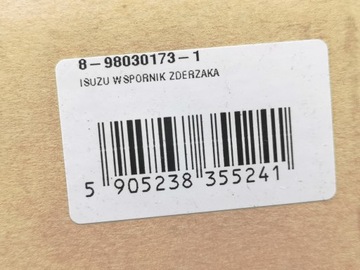 8-98030173-1
ISUZU WSPORNIK ZDERZAKA
5 905238 355241